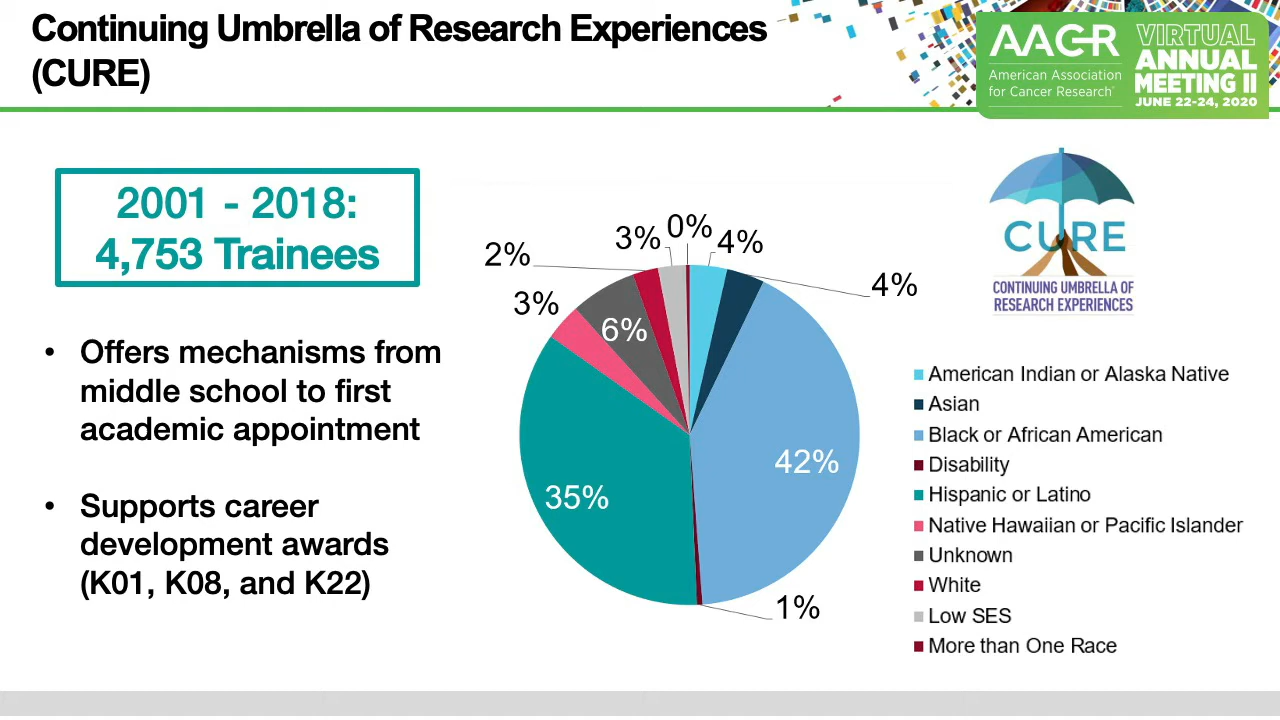 Continuing Umbrella of Research Experiences
(CURE)
AACR
American Association
for Cancer Research®
VIRTUAL
ANNUAL
MEETING II
JUNE 22-24, 2020
2001 - 2018:
4,753 Trainees
• Offers mechanisms from
middle school to first
academic appointment
• Supports career
development awards
(K01, K08, and K22)
2%
3%
0%
4%
4%
3%
6%
42%
35%
1%
CURE
CONTINUING UMBRELLA OF
RESEARCH EXPERIENCES
American Indian or Alaska Native
Asian
Black or African American
Disability
Hispanic or Latino
Native Hawaiian or Pacific Islander
Unknown
White
Low SES
More than One Race